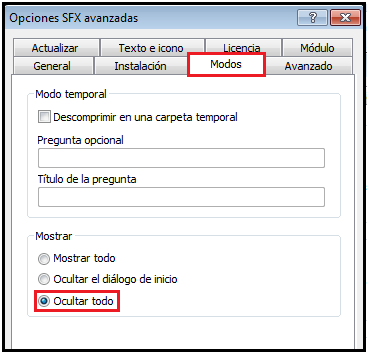 Opciones SFX avanzadas
Actualizar Texto e icono Licencia Módulo
General Instalación Modos Avanzado
Modo temporal
Descomprimir en una carpeta temporal
Pregunta opcional
Título de la pregunta
Mostrar
Mostrar todo
Ocultar el diálogo de inicio
Ocultar todo